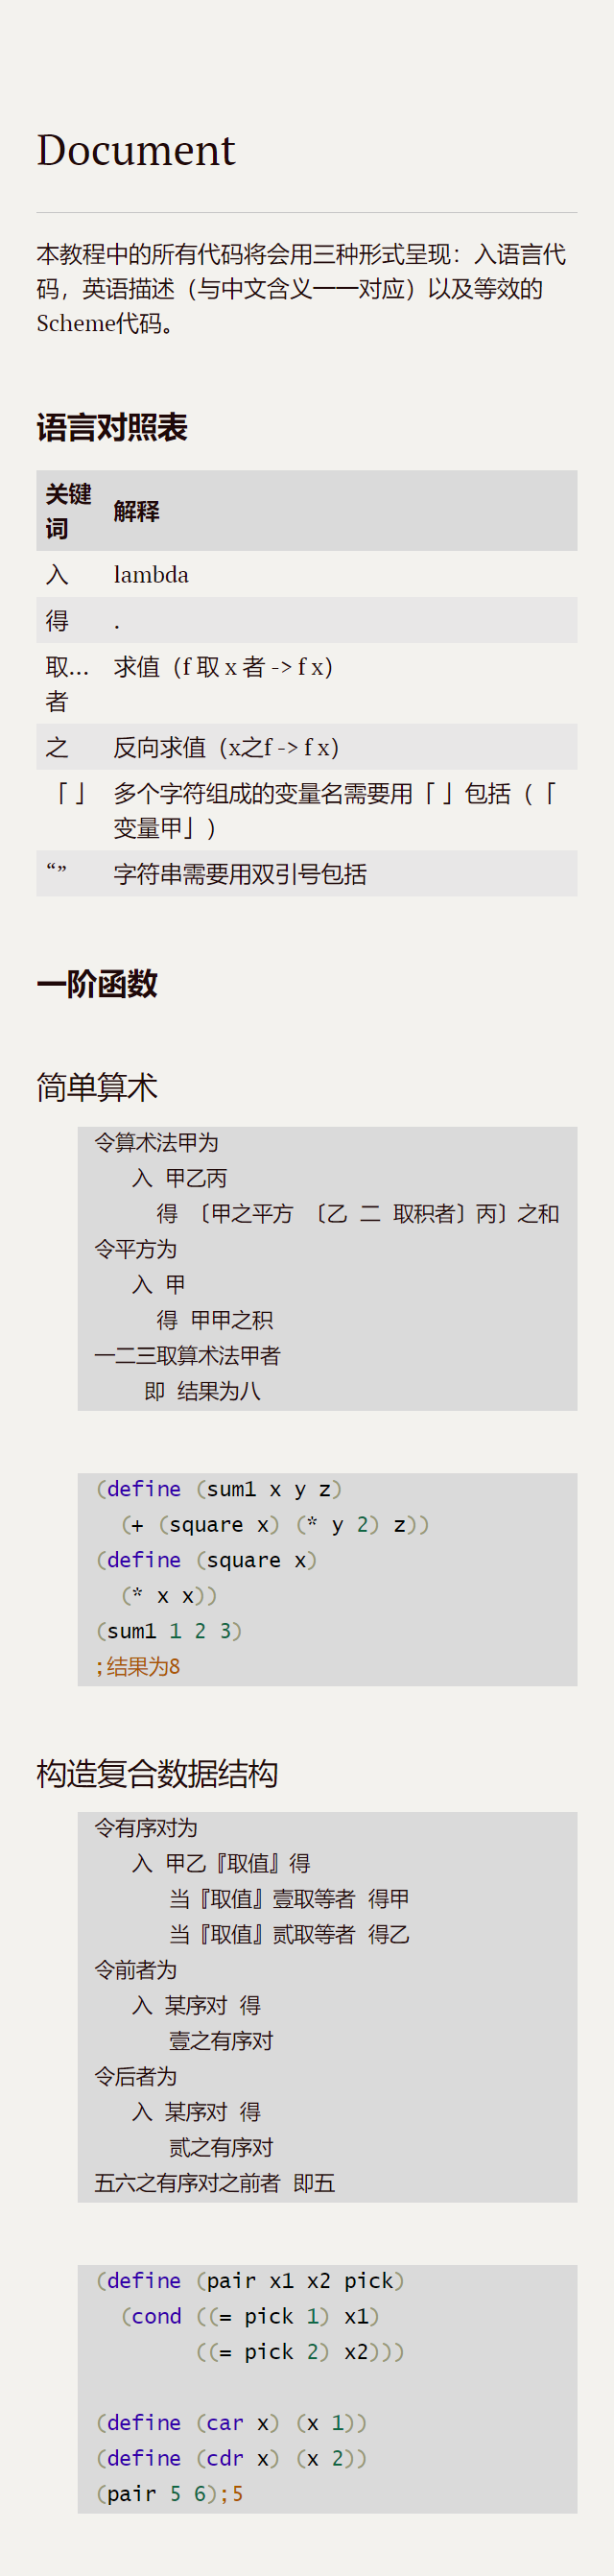 Document
本教程中的所有代码将会用三种形式呈现：入语言代
码，英语描述（与中文含义一一对应）以及等效的
Scheme代码。
语言对照表
关键
词 解释
入 lambda
得 .
取…
者 求值（f 取 x 者 -> f x）
之 反向求值（x之f -> f x）
「 」 多个字符组成的变量名需要用「 」包括（「
变量甲」）
“” 字符串需要用双引号包括
一阶函数
简单算术
令算术法甲为
入 甲乙丙
得 〔甲之平方 〔乙 二 取积者〕丙〕之和
令平方为
入 甲
得 甲甲之积
一二三取算术法甲者
即 结果为八
(define (sum1 x y z)
(+ (square x) (* y 2) z))
(define (square x)
(* x x))
(sum1 1 2 3)
;结果为8
构造复合数据结构
令有序对为
入 甲乙『取值』得
当『取值』壹取等者 得甲
当『取值』贰取等者 得乙
令前者为
入 某序对 得
壹之有序对
令后者为
入 某序对 得
贰之有序对
五六之有序对之前者 即五
(define (pair x1 x2 pick)
(cond ((= pick 1) x1)
((= pick 2) x2)))
(define (car x) (x 1))
(define (cdr x) (x 2))
(pair 5 6);5